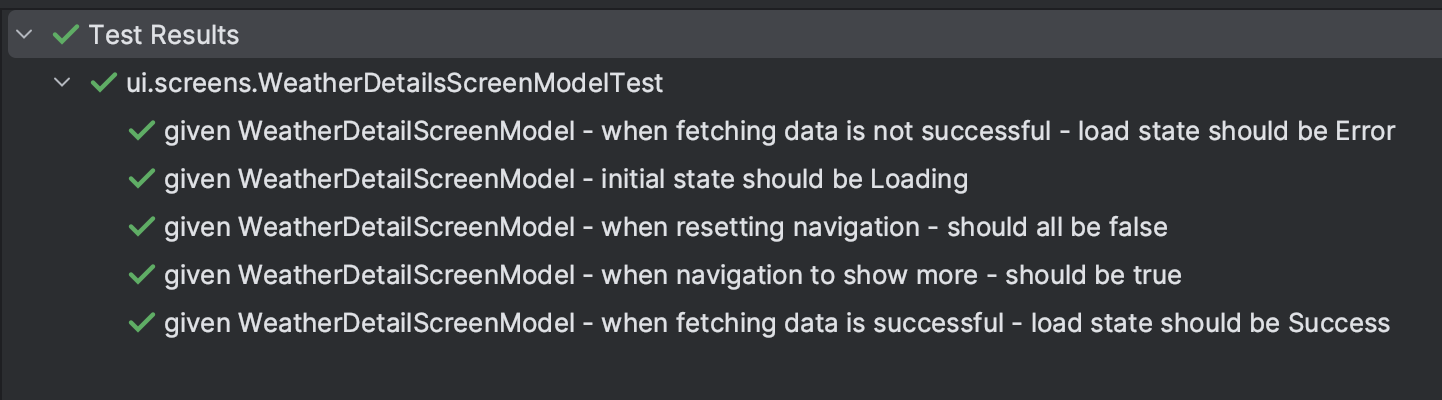 Test Results
ui.screens.WeatherDetailsScreenModelTest
given WeatherDetailScreenModel - when fetching data is not successful - load state should be Error
given WeatherDetailScreenModel - initial state should be Loading
given WeatherDetailScreenModel - when resetting navigation - should all be false
given WeatherDetailScreenModel - when navigation to show more - should be true
given WeatherDetailScreenModel - when fetching data is successful - load state should be Success